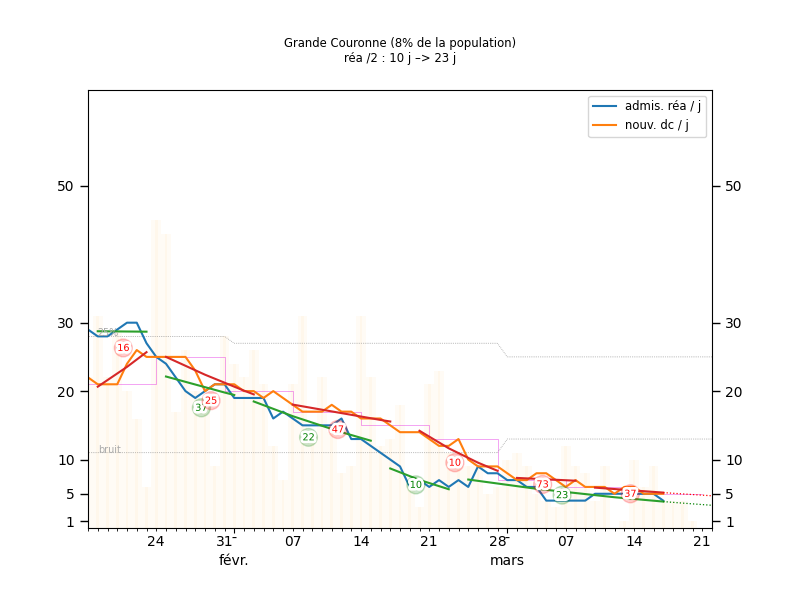 Grande Couronne (8% de la population)
réa /2 : 10 j –> 23 j
admis. réa / j
nouv. dc / j
50 50
30 30
25%
16
20 20
37 25
22 47
bruit
10 10
10
10
73
23
37
5 5
1 1
24 31 07 14 21 28 07 14 21
févr. mars